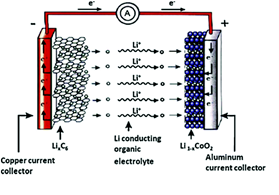 e⁻ e⁻
A
- +
Li⁺
Li⁺
Li⁺
Li⁺
Li⁺
LiₓC₆ Li conducting organic electrolyte Li₁₋ₓCoO₂
Copper current collector
Aluminum current collector